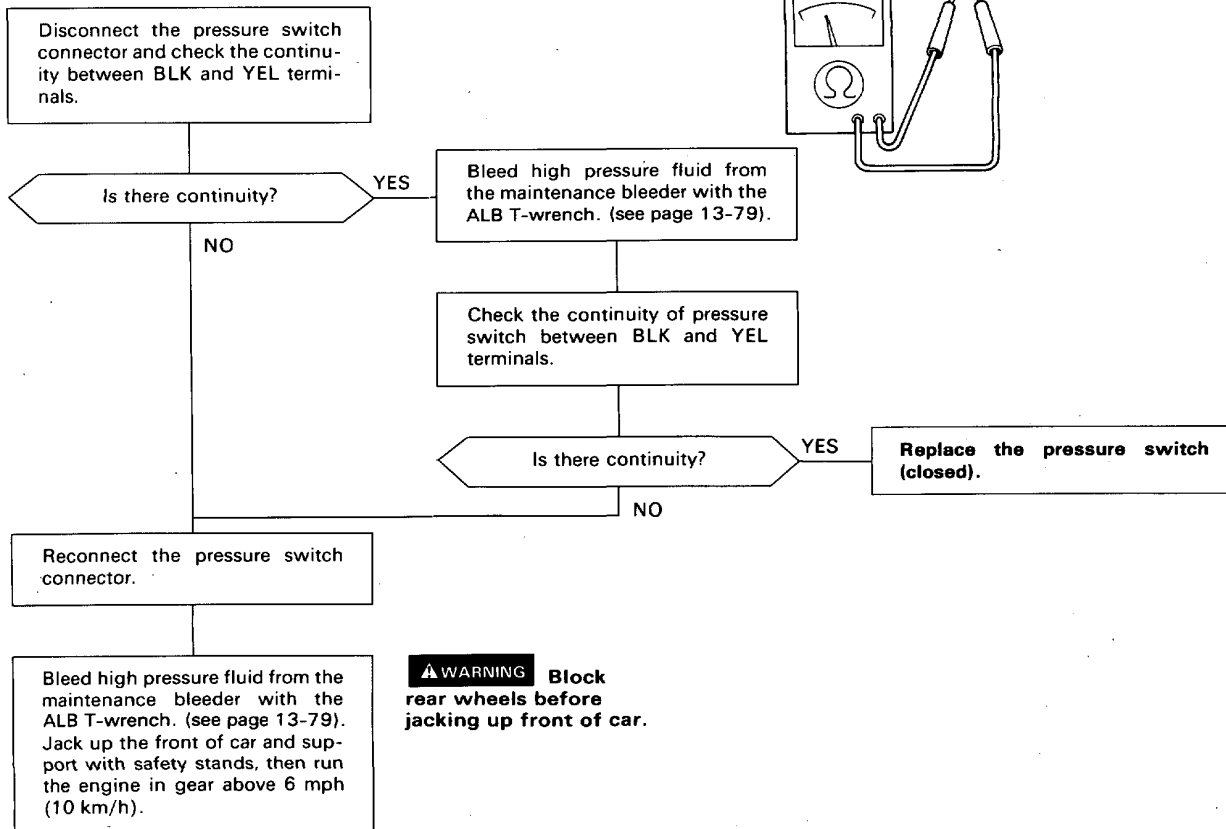 Disconnect the pressure switch
connector and check the continu-
ity between BLK and YEL termi-
nals.
Is there continuity?
YES
NO
Bleed high pressure fluid from
the maintenance bleeder with the
ALB T-wrench. (see page 13-79).
Check the continuity of pressure
switch between BLK and YEL
terminals.
Is there continuity?
YES
NO
Replace the pressure switch
(closed).
Reconnect the pressure switch
connector.
Bleed high pressure fluid from the
maintenance bleeder with the
ALB T-wrench. (see page 13-79).
Jack up the front of car and sup-
port with safety stands, then run
the engine in gear above 6 mph
(10 km/h).
WARNING Block
rear wheels before
jacking up front of car.
Ω